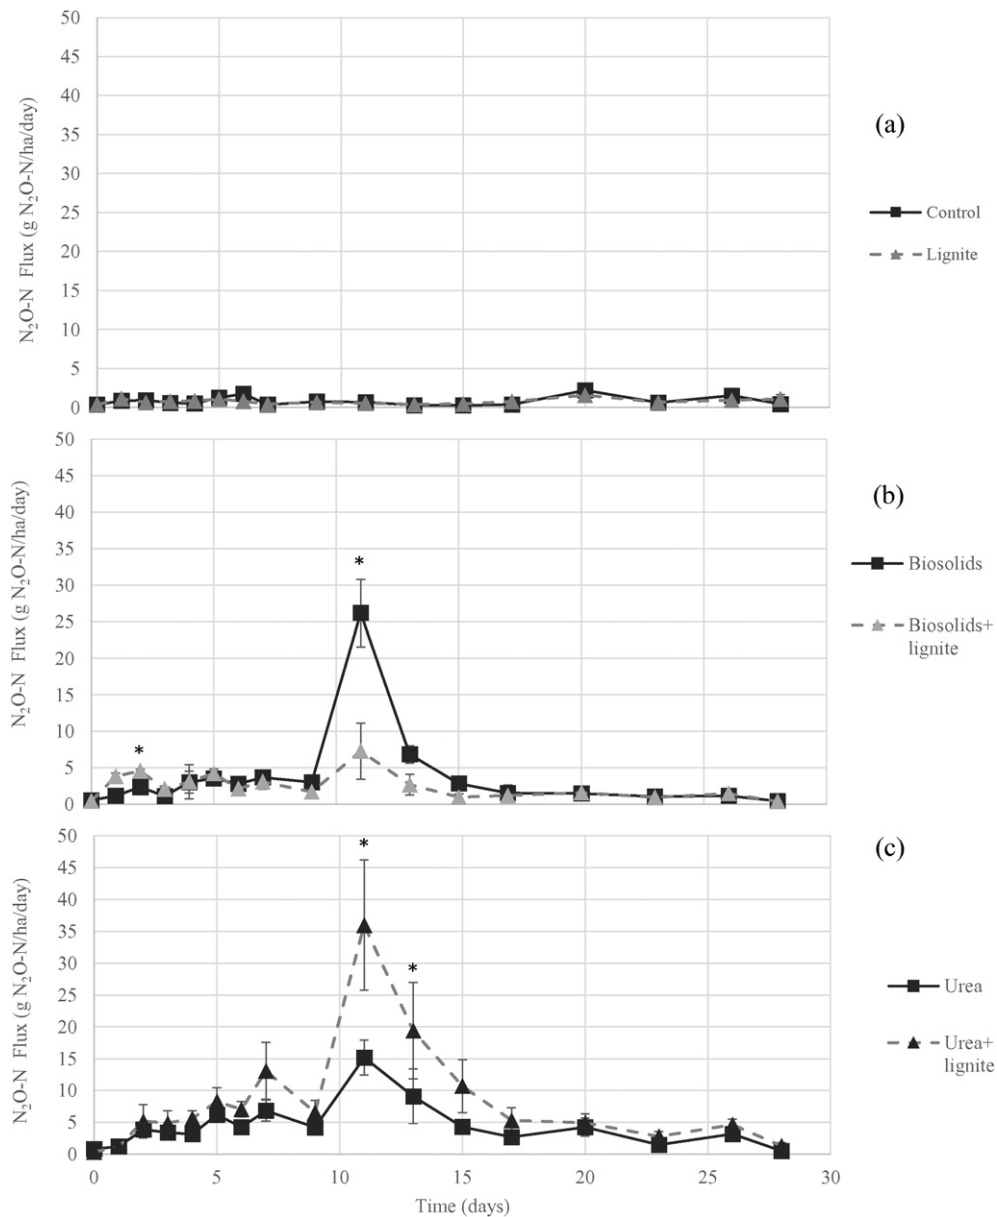 50
45
40
35
30
25
20
15
10
5
0
N₂O-N Flux (g N₂O-N/ha/day)
(a)
Control
Lignite
50
45
40
35
30
25
20
15
10
5
0
N₂O-N Flux (g N₂O-N/ha/day)
*
*
(b)
Biosolids
Biosolids+
lignite
50
45
40
35
30
25
20
15
10
5
0
N₂O-N Flux (g N₂O-N/ha/day)
*
*
(c)
Urea
Urea+
lignite
0 5 10 15 20 25 30
Time (days)